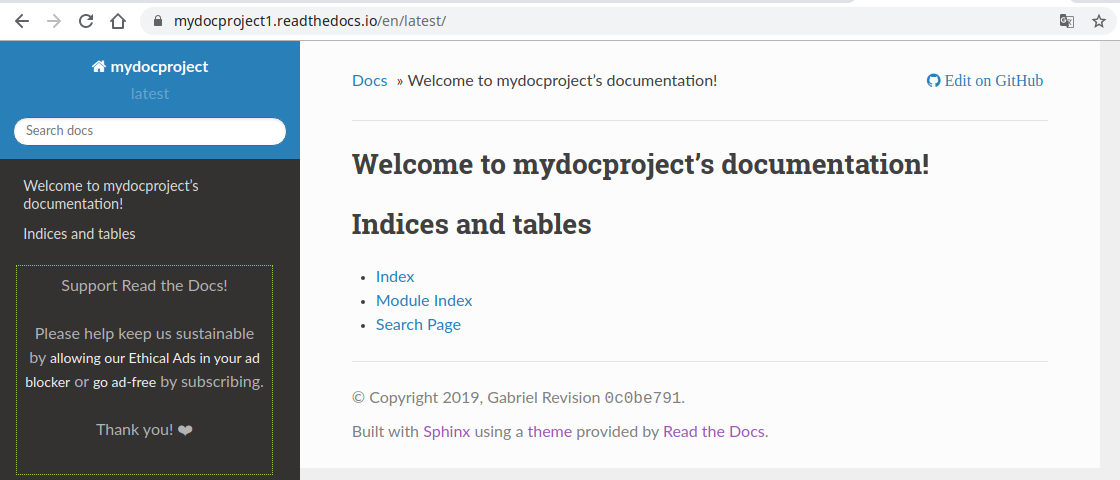 mydocproject1.readthedocs.io/en/latest/
mydocproject
latest
Search docs
Welcome to mydocproject’s
documentation!
Indices and tables
Support Read the Docs!
Please help keep us sustainable
by allowing our Ethical Ads in your ad
blocker or go ad-free by subscribing.
Thank you! ❤
Docs » Welcome to mydocproject’s documentation!
Edit on GitHub
Welcome to mydocproject’s documentation!
Indices and tables
• Index
• Module Index
• Search Page
© Copyright 2019, Gabriel Revision 0c0be791.
Built with Sphinx using a theme provided by Read the Docs.